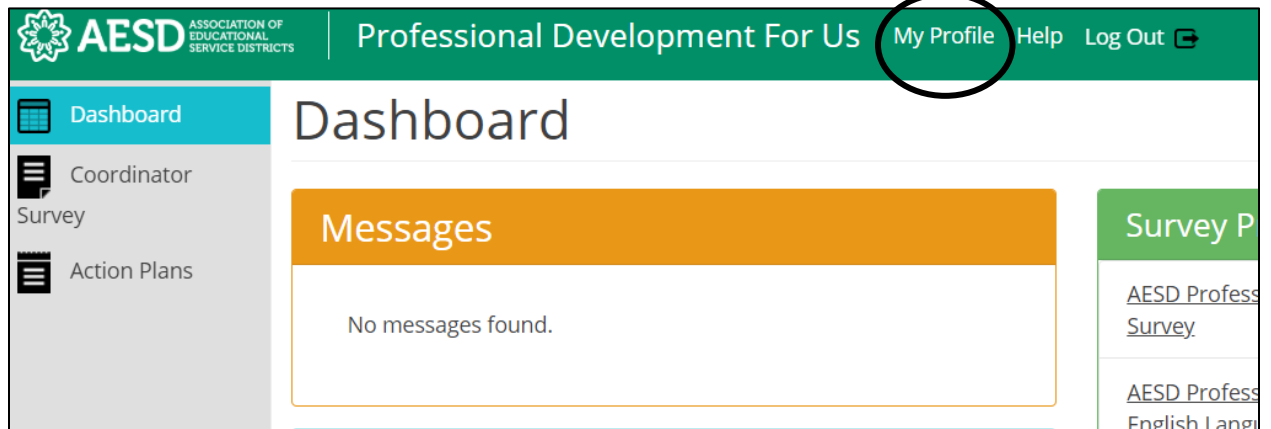 AESD ASSOCIATION OF
EDUCATIONAL
SERVICE DISTRICTS
Professional Development For Us
My Profile
Help
Log Out
Dashboard
Coordinator
Survey
Action Plans
Dashboard
Messages
No messages found.
Survey P
AESD Profess
Survey
AESD Profess
English Langu